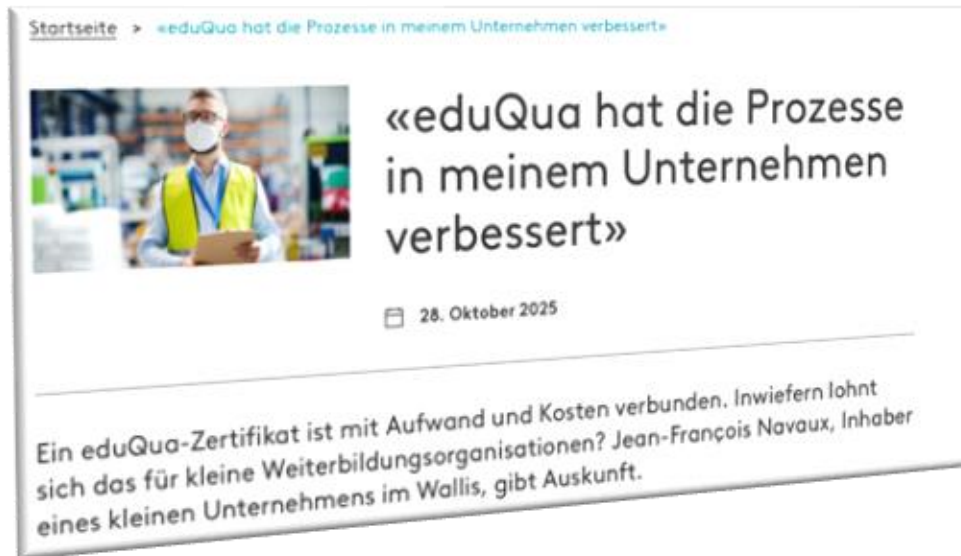 Startseite > «eduQua hat die Prozesse in meinem Unternehmen verbessert»
«eduQua hat die Prozesse
in meinem Unternehmen
verbessert»
28. Oktober 2025
Ein eduQua-Zertifikat ist mit Aufwand und Kosten verbunden. Inwiefern lohnt
sich das für kleine Weiterbildungsorganisationen? Jean-François Navaux, Inhaber
eines kleinen Unternehmens im Wallis, gibt Auskunft.